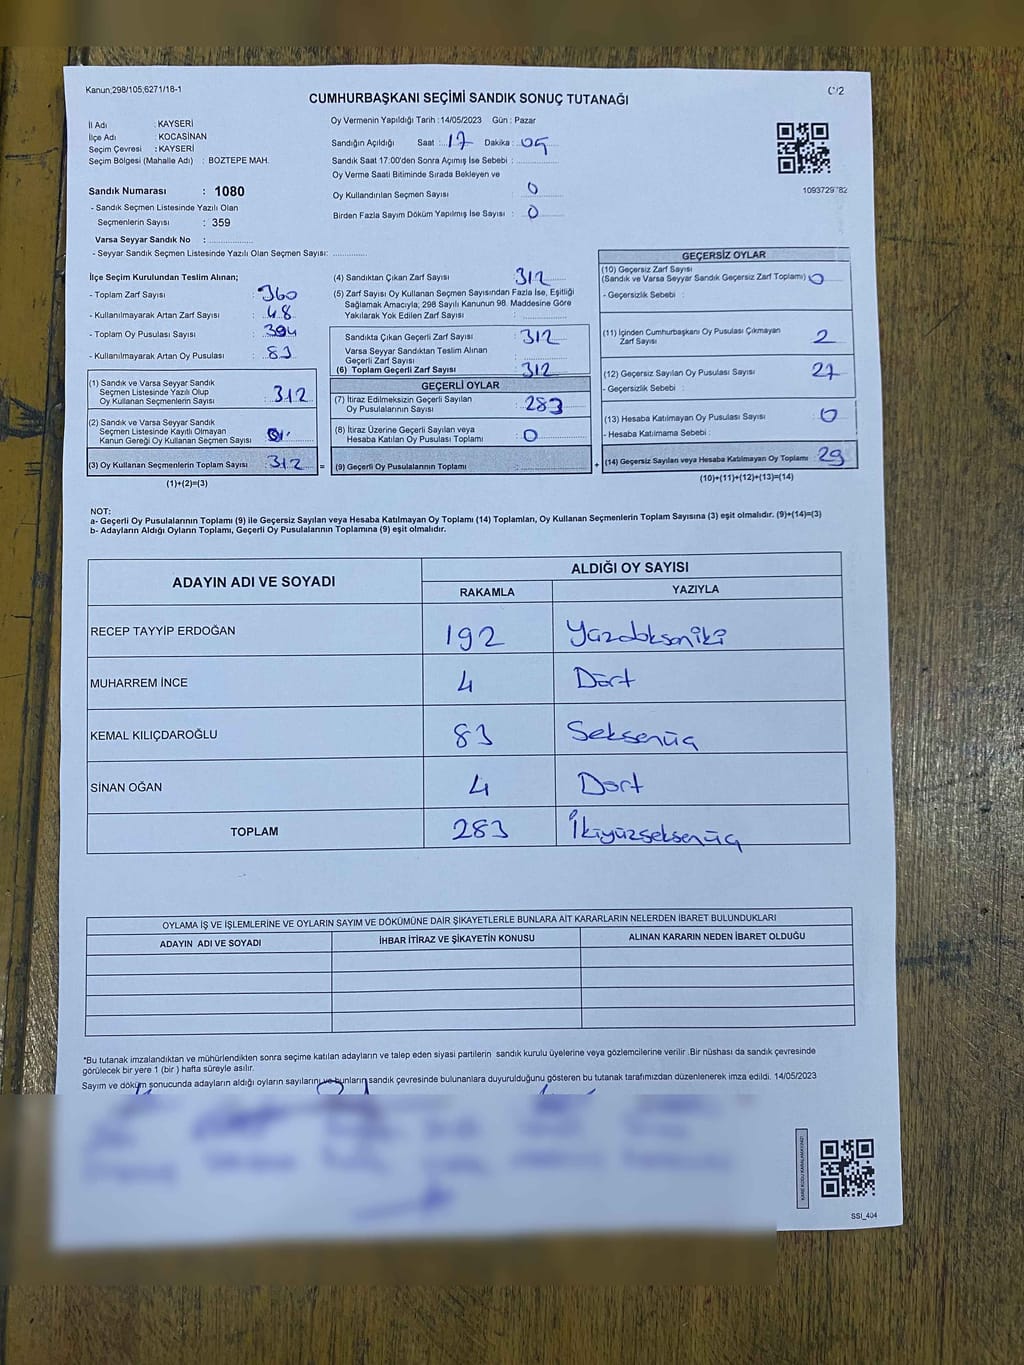 Kanun;298/105,6271/18-1
CUMHURBAŞKANI SEÇİMİ SANDIK SONUÇ TUTANAĞI
İl Adı : KAYSERİ
İlçe Adı : KOCASİNAN
Seçim Çevresi : KAYSERİ
Seçim Bölgesi (Mahalle Adı) : BOZTEPE MAH.
Sandık Numarası : 1080
- Sandık Seçmen Listesinde Yazılı Olan
Seçmenlerin Sayısı : 359
Varsa Seyyar Sandık No :
- Seyyar Sandık Seçmen Listesinde Yazılı Olan Seçmen Sayısı:
Oy Vermenin Yapıldığı Tarih :14/05/2023 Gün : Pazar
Sandığın Açıldığı Saat : 17 Dakika : 05
Sandık Saat 17:00'den Sonra Açımış İse Sebebi :
Oy Verme Saati Bitiminde Sırada Bekleyen ve
Oy Kullandırılan Seçmen Sayısı : 0
Birden Fazla Sayım Döküm Yapılmış İse Sayısı : 0
İlçe Seçim Kurulundan Teslim Alınan;
- Toplam Zarf Sayısı : 360
- Kullanılmayarak Artan Zarf Sayısı : 48
- Toplam Oy Pusulası Sayısı : 394
- Kullanılmayarak Artan Oy Pusulası : 83
(1) Sandık ve Varsa Seyyar Sandık
Seçmen Listesinde Yazılı Olup
Oy Kullanan Seçmenlerin Sayısı : 312
(2) Sandık ve Varsa Seyyar Sandık
Seçmen Listesinde Kayıtlı Olmayan
Kanun Gereği Oy Kullanan Seçmen Sayısı :
(3) Oy Kullanan Seçmenlerin Toplam Sayısı : 312 =
(1)+(2)=(3)
(4) Sandıktan Çıkan Zarf Sayısı : 312
(5) Zarf Sayısı Oy Kullanan Seçmen Sayısından Fazla İse, Eşitliği
Sağlamak Amacıyla; 298 Sayılı Kanunun 98. Maddesine Göre
Yakılarak Yok Edilen Zarf Sayısı :
Sandıkta Çıkan Geçerli Zarf Sayısı : 312
Varsa Seyyar Sandıktan Teslim Alınan
Geçerli Zarf Sayısı :
(6) Toplam Geçerli Zarf Sayısı : 312
GEÇERLİ OYLAR
(7) İtiraz Edilmeksizin Geçerli Sayılan
Oy Pusulalarının Sayısı : 283
(8) İtiraz Üzerine Geçerli Sayılan veya
Hesaba Katılan Oy Pusulası Toplamı : 0
(9) Geçerli Oy Pusulalarının Toplamı : +
GEÇERSİZ OYLAR
(10) Geçersiz Zarf Sayısı
(Sandık ve Varsa Seyyar Sandık Geçersiz Zarf Toplamı) : 0
- Geçersizlik Sebebi :
(11) İçinden Cumhurbaşkanı Oy Pusulası Çıkmayan
Zarf Sayısı : 2
(12) Geçersiz Sayılan Oy Pusulası Sayısı : 27
- Geçersizlik Sebebi :
(13) Hesaba Katılmayan Oy Pusulası Sayısı : 0
- Hesaba Katılmama Sebebi :
(14) Geçersiz Sayılan veya Hesaba Katılmayan Oy Toplamı : 29
(10)+(11)+(12)+(13)=(14)
NOT:
a- Geçerli Oy Pusulalarının Toplamı (9) ile Geçersiz Sayılan veya Hesaba Katılmayan Oy Toplamı (14) Toplamları, Oy Kullanan Seçmenlerin Toplam Sayısına (3) eşit olmalıdır. (9)+(14)=(3)
b- Adayların Aldığı Oyların Toplamı, Geçerli Oy Pusulalarının Toplamına (9) eşit olmalıdır.
ADAYIN ADI VE SOYADI
ALDIĞI OY SAYISI
RAKAMLA YAZIYLA
RECEP TAYYİP ERDOĞAN 192 Yüzdoksaniki
MUHARREM İNCE 4 Dört
KEMAL KILIÇDAROĞLU 83 Seksenüç
SİNAN OĞAN 4 Dört
TOPLAM 283 İkiyüzseksenüç
OYLAMA İŞ VE İŞLEMLERİNE VE OYLARIN SAYIM VE DÖKÜMÜNE DAİR ŞİKAYETLERLE BUNLARA AİT KARARLARIN NELERDEN İBARET BULUNDUKLARI
ADAYIN ADI VE SOYADI İHBAR İTİRAZ VE ŞİKAYETİN KONUSU ALINAN KARARIN NEDEN İBARET OLDUĞU
*Bu tutanak imzalandıktan ve mühürlendikten sonra seçime katılan adayların ve talep eden siyasi partilerin sandık kurulu üyelerine veya gözlemcilerine verilir .Bir nüshası da sandık çevresinde
görülecek bir yere 1 (bir ) hafta süreyle asılır.
Sayım ve döküm sonucunda adayların aldığı oyların sayılarını ve bunların sandık çevresinde bulunanlara duyurulduğunu gösteren bu tutanak tarafımızdan düzenlenerek imza edildi. 14/05/2023
SSİ_404